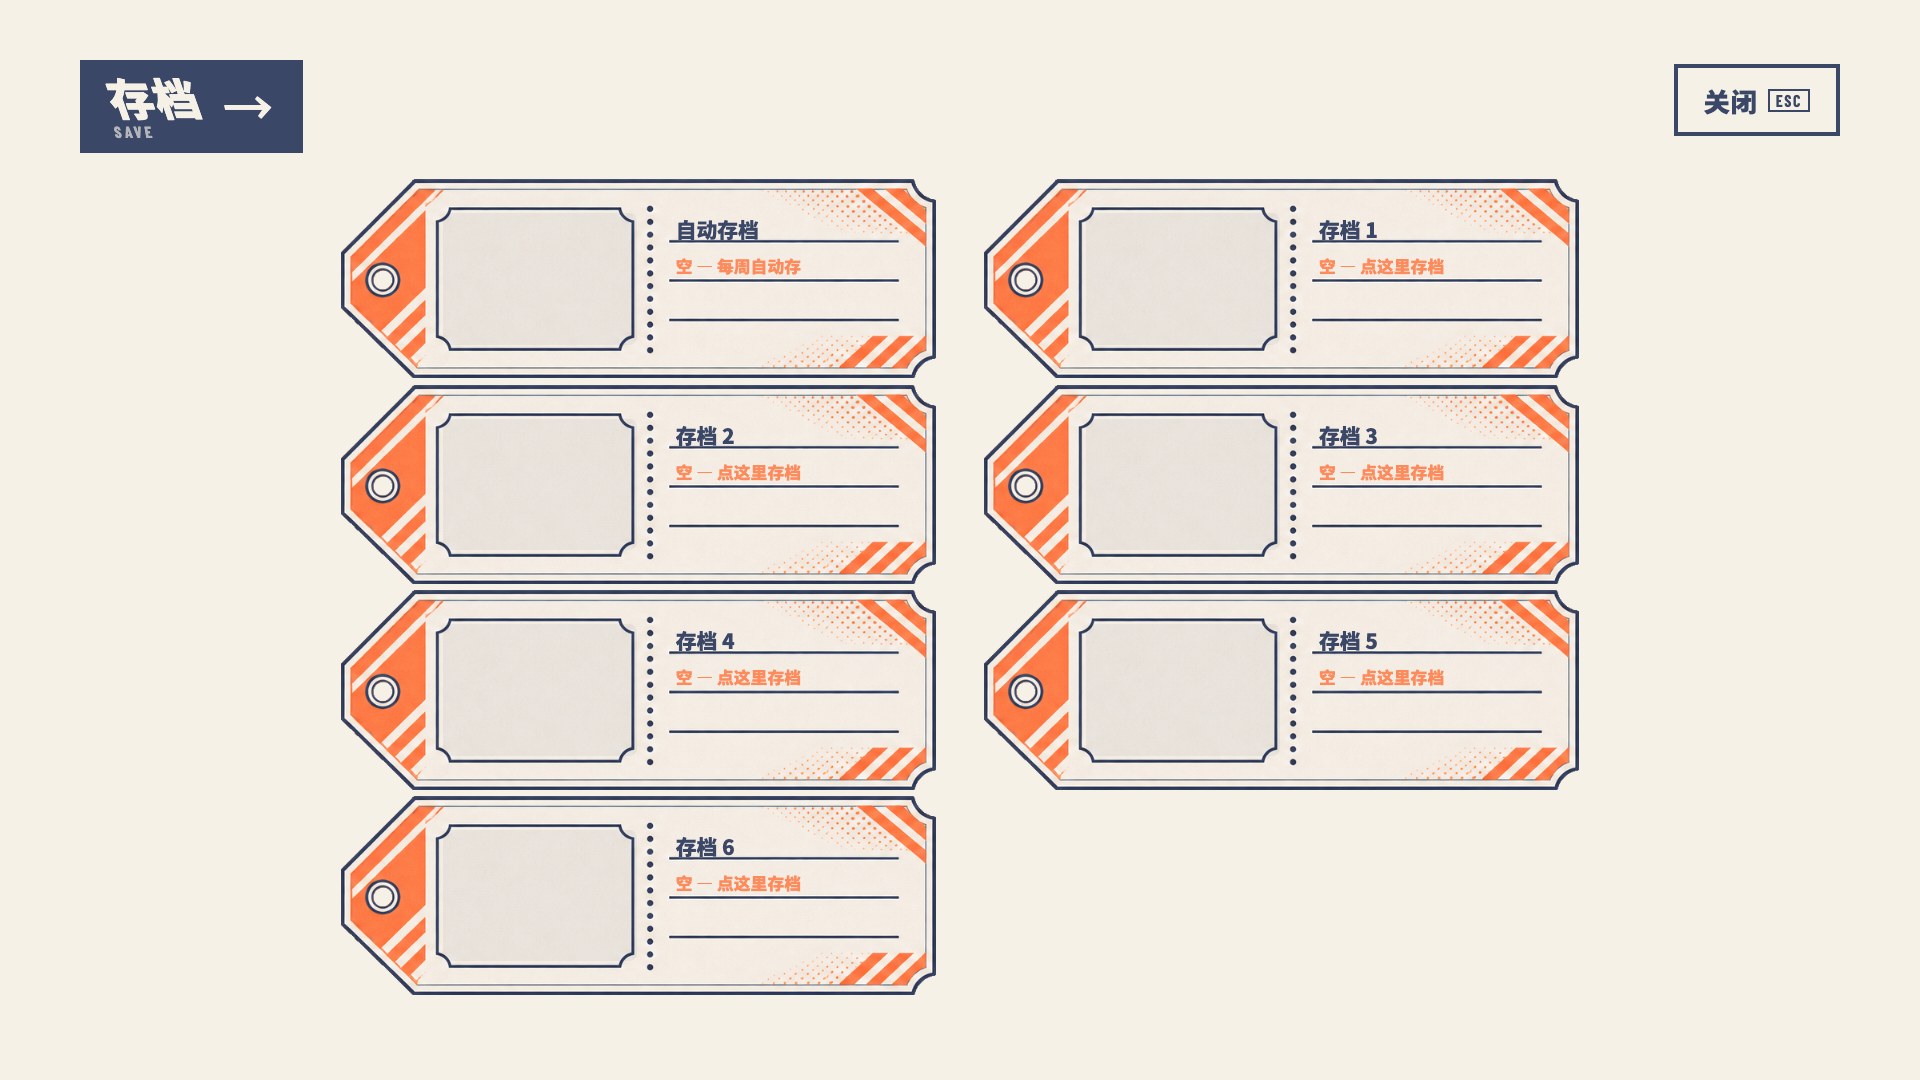 存档 →
SAVE
关闭 ESC
自动存档
空 — 每周自动存
存档 1
空 — 点这里存档
存档 2
空 — 点这里存档
存档 3
空 — 点这里存档
存档 4
空 — 点这里存档
存档 5
空 — 点这里存档
存档 6
空 — 点这里存档